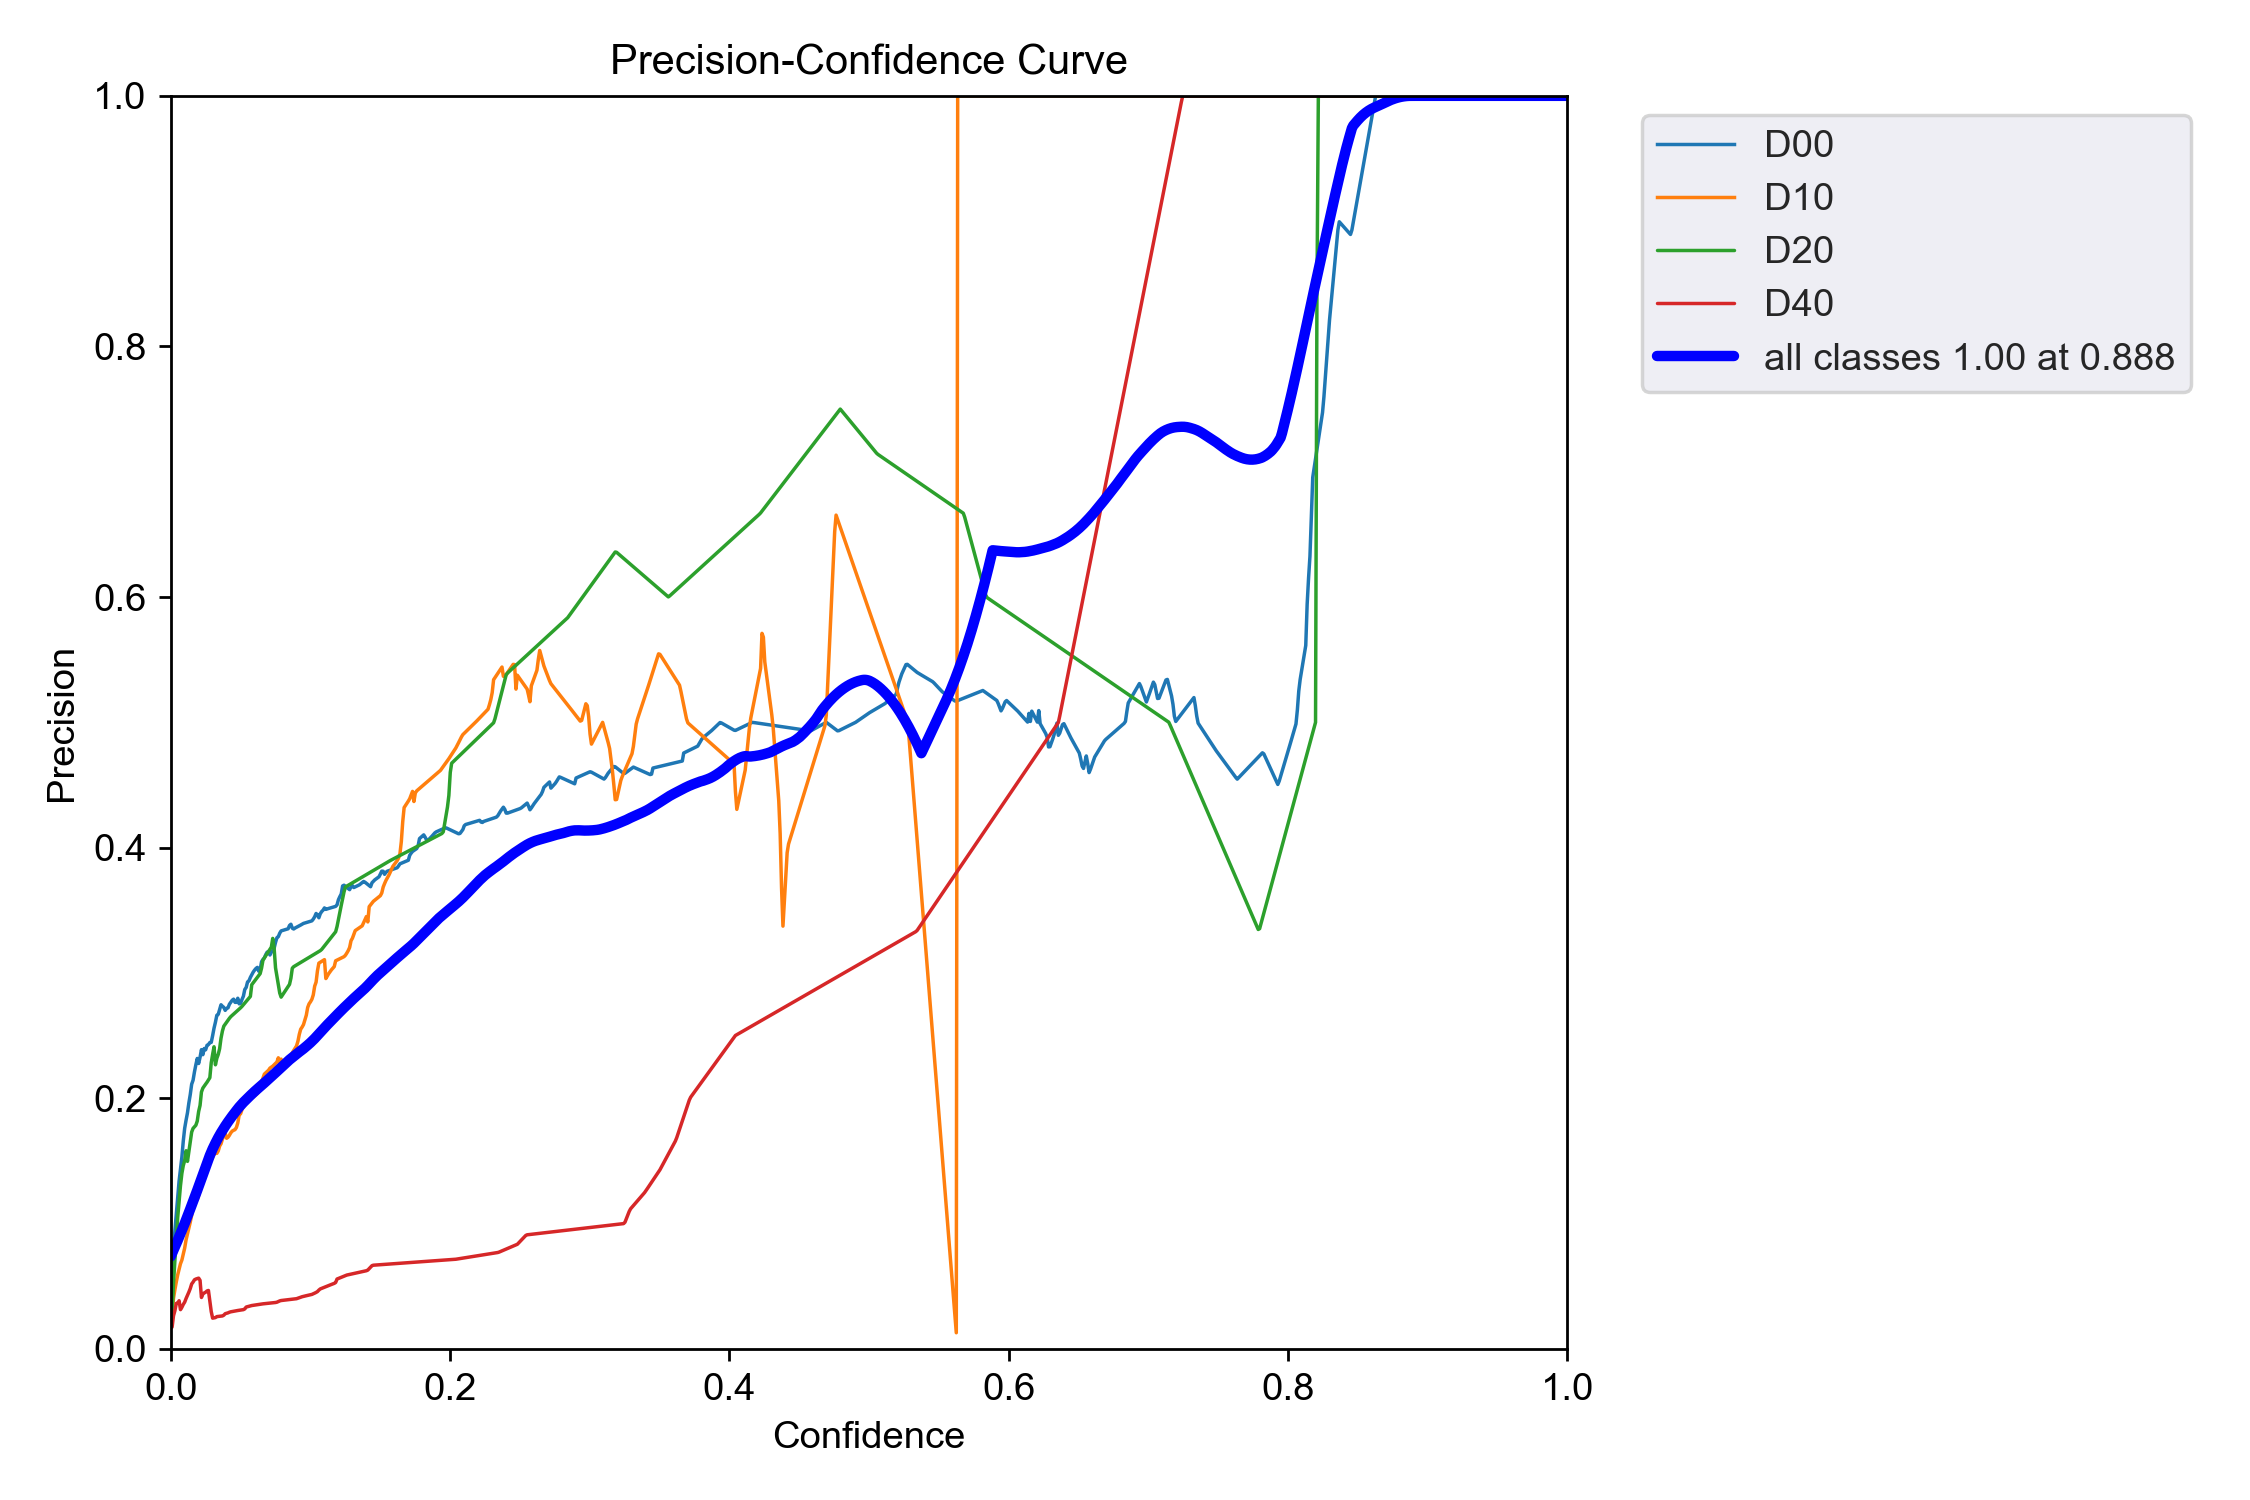 Precision-Confidence Curve
1.0
0.8
0.6
0.4
0.2
0.0
Precision
0.0 0.2 0.4 0.6 0.8 1.0
Confidence
D00
D10
D20
D40
all classes 1.00 at 0.888